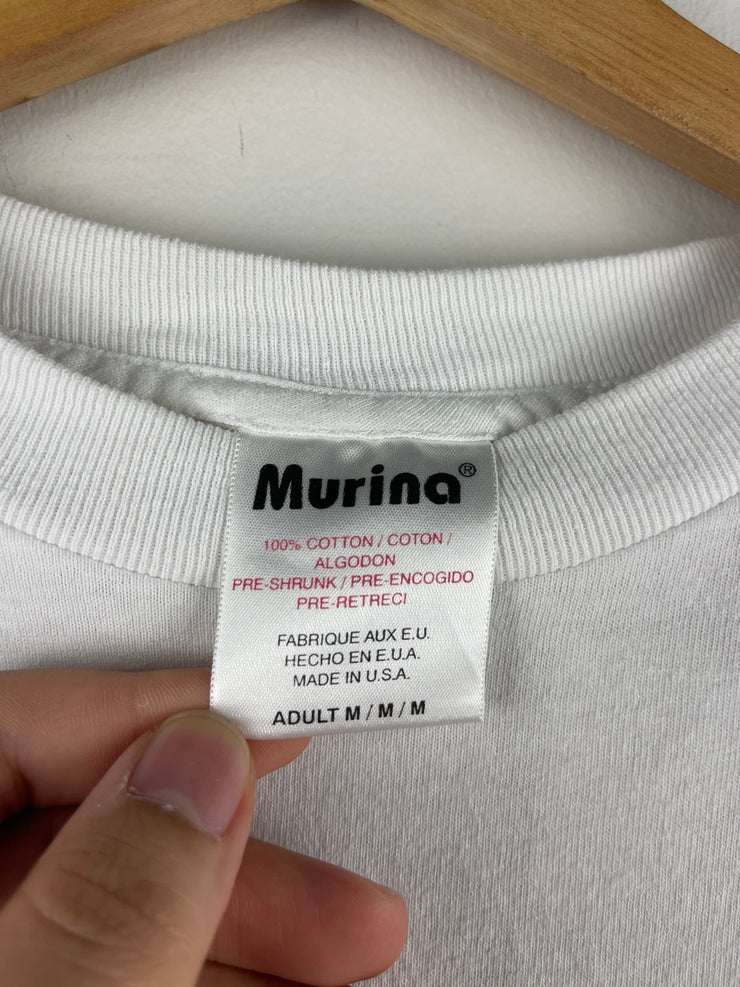 Murina®
100% COTTON / COTON /
ALGODON
PRE-SHRUNK / PRE-ENCOGIDO
PRE-RETRECI
FABRIQUE AUX E.U.
HECHO EN E.U.A.
MADE IN U.S.A.
ADULT M / M / M